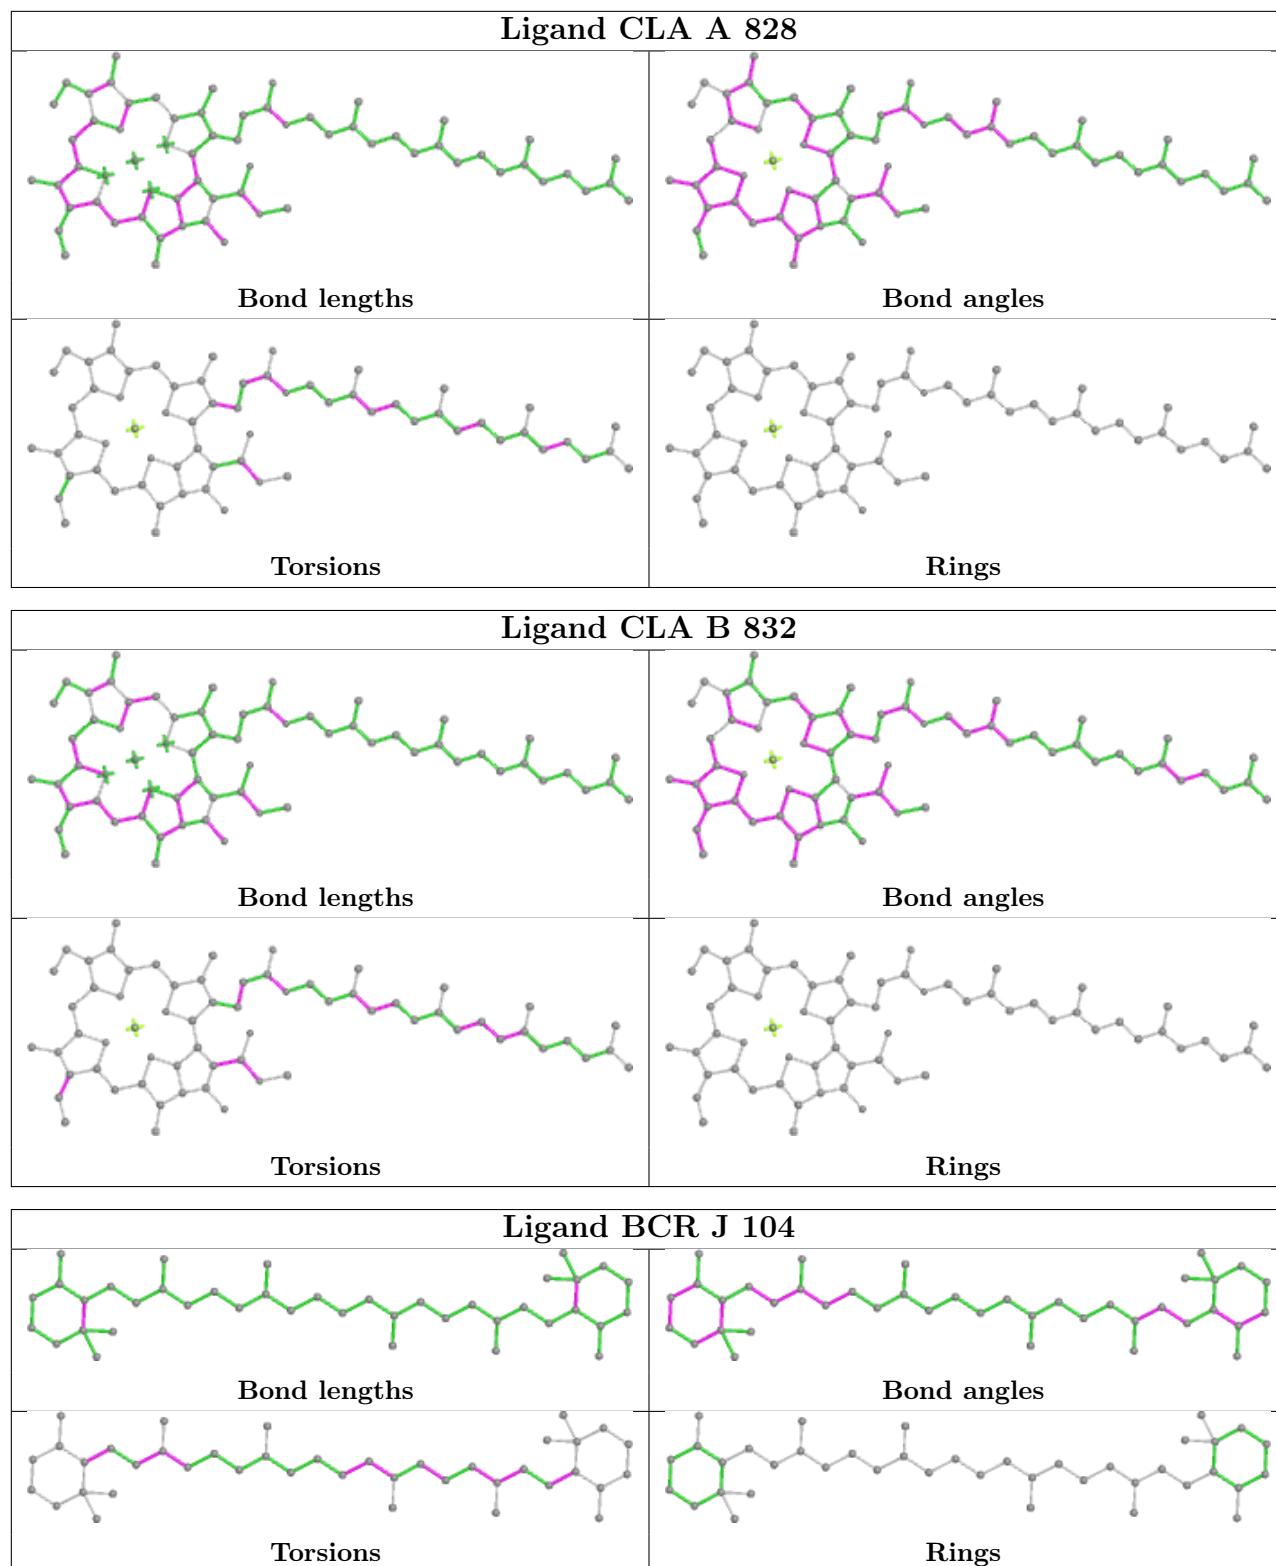 Ligand CLA A 828
Bond lengths
Bond angles
Torsions
Rings
Ligand CLA B 832
Bond lengths
Bond angles
Torsions
Rings
Ligand BCR J 104
Bond lengths
Bond angles
Torsions
Rings